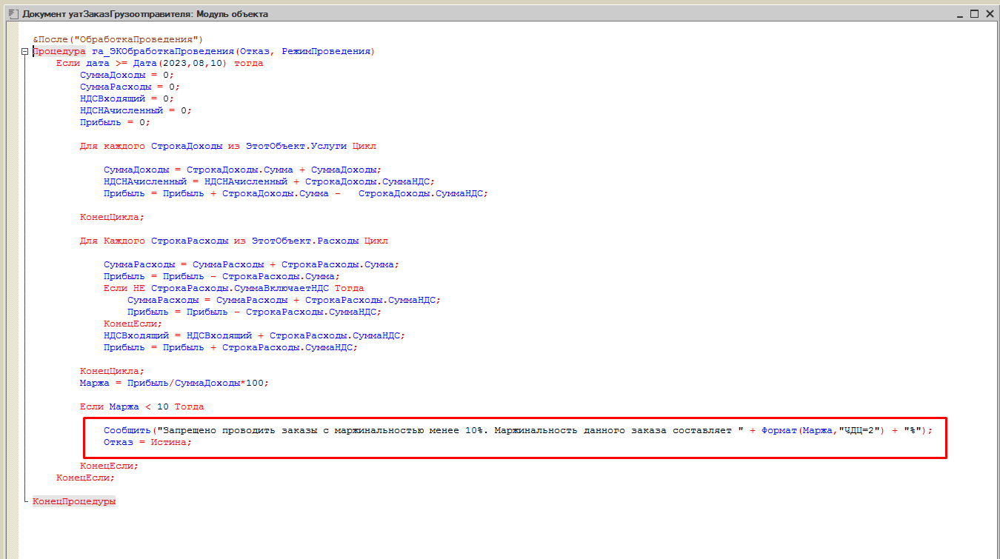 Документ уатЗаказГрузоотправителя: Модуль объекта
&После("ОбработкаПроведения")
Процедура га_ЭКОбработкаПроведения(Отказ, РежимПроведения)
Если дата >= Дата(2023,08,10) тогда
СуммаДоходы = 0;
СуммаРасходы = 0;
НДСВходящий = 0;
НДСНАчисленный = 0;
Прибыль = 0;
Для каждого СтрокаДоходы из ЭтотОбъект.Услуги Цикл
СуммаДоходы = СтрокаДоходы.Сумма + СуммаДоходы;
НДСНАчисленный = НДСНАчисленный + СтрокаДоходы.СуммаНДС;
Прибыль = Прибыль + СтрокаДоходы.Сумма - СтрокаДоходы.СуммаНДС;
КонецЦикла;
Для Каждого СтрокаРасходы из ЭтотОбъект.Расходы Цикл
СуммаРасходы = СуммаРасходы + СтрокаРасходы.Сумма;
Прибыль = Прибыль - СтрокаРасходы.Сумма;
Если НЕ СтрокаРасходы.СуммаВключаетНДС Тогда
СуммаРасходы = СуммаРасходы + СтрокаРасходы.СуммаНДС;
Прибыль = Прибыль - СтрокаРасходы.СуммаНДС;
КонецЕсли;
НДСВходящий = НДСВходящий + СтрокаРасходы.СуммаНДС;
Прибыль = Прибыль + СтрокаРасходы.СуммаНДС;
КонецЦикла;
Маржа = Прибыль/СуммаДоходы*100;
Если Маржа < 10 Тогда
Сообщить("Запрещено проводить заказы с маржинальностью менее 10%. Маржинальность данного заказа составляет " + Формат(Маржа,"ЧДЦ=2") + "%");
Отказ = Истина;
КонецЕсли;
КонецЕсли;
КонецПроцедуры